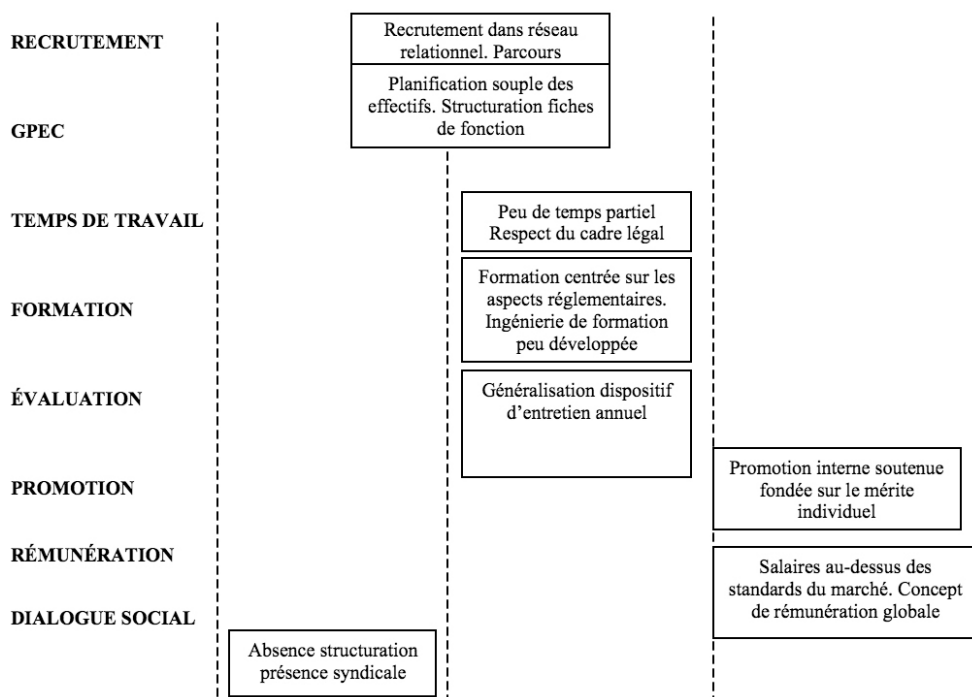 RECRUTEMENT
Recrutement dans réseau
relationnel. Parcours
GPEC
Planification souple des
effectifs. Structuration fiches
de fonction
TEMPS DE TRAVAIL
Peu de temps partiel
Respect du cadre légal
FORMATION
Formation centrée sur les
aspects réglementaires.
Ingénierie de formation
peu développée
ÉVALUATION
Généralisation dispositif
d’entretien annuel
PROMOTION
Promotion interne soutenue
fondée sur le mérite
individuel
RÉMUNÉRATION
Salaires au-dessus des
standards du marché. Concept
de rémunération globale
DIALOGUE SOCIAL
Absence structuration
présence syndicale